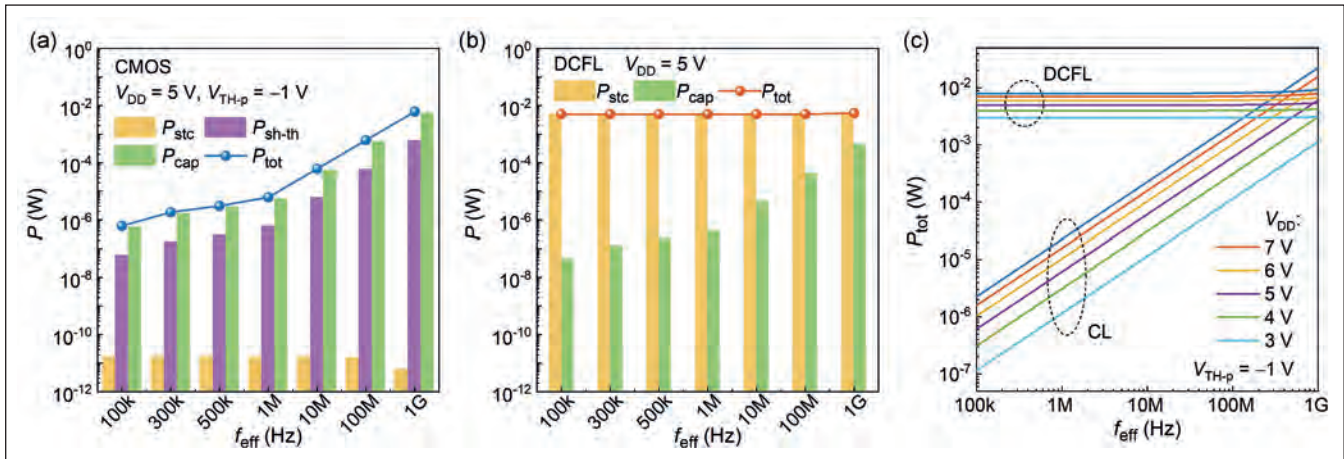 (a)
CMOS
V_DD = 5 V, V_TH-p = −1 V
P_stc P_sh-th
P_cap P_tot
P (W)
10^0
10^-2
10^-4
10^-6
10^-8
10^-10
10^-12
100k 300k 500k 1M 10M 100M 1G
f_eff (Hz)
(b)
DCFL V_DD = 5 V
P_stc P_cap P_tot
P (W)
10^0
10^-2
10^-4
10^-6
10^-8
10^-10
10^-12
100k 300k 500k 1M 10M 100M 1G
f_eff (Hz)
(c)
DCFL
CL
V_DD:
7 V
6 V
5 V
4 V
3 V
V_TH-p = −1 V
P_tot (W)
10^-2
10^-3
10^-4
10^-5
10^-6
10^-7
100k 1M 10M 100M 1G
f_eff (Hz)